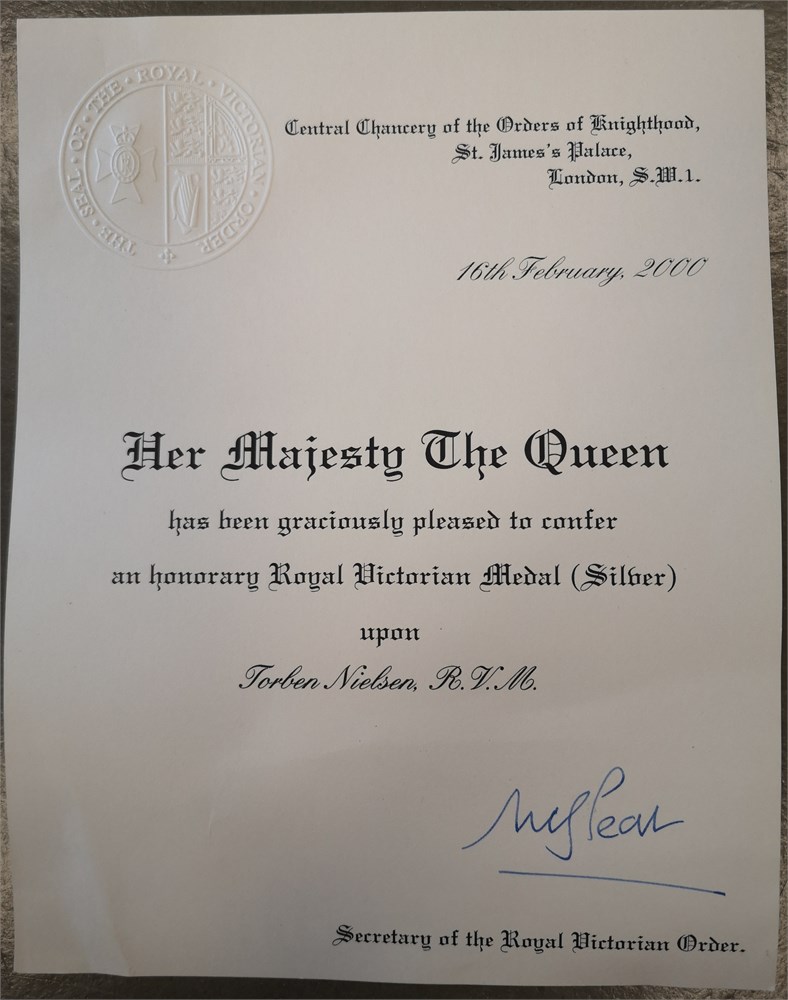 THE · SEAL · OF · THE · ROYAL · VICTORIAN · ORDER
Central Chancery of the Orders of Knighthood,
St. James's Palace,
London, S.W.1.
16th February, 2000
Her Majesty The Queen
has been graciously pleased to confer
an honorary Royal Victorian Medal (Silver)
upon
Torben Nielsen, R.V.M.
Secretary of the Royal Victorian Order.